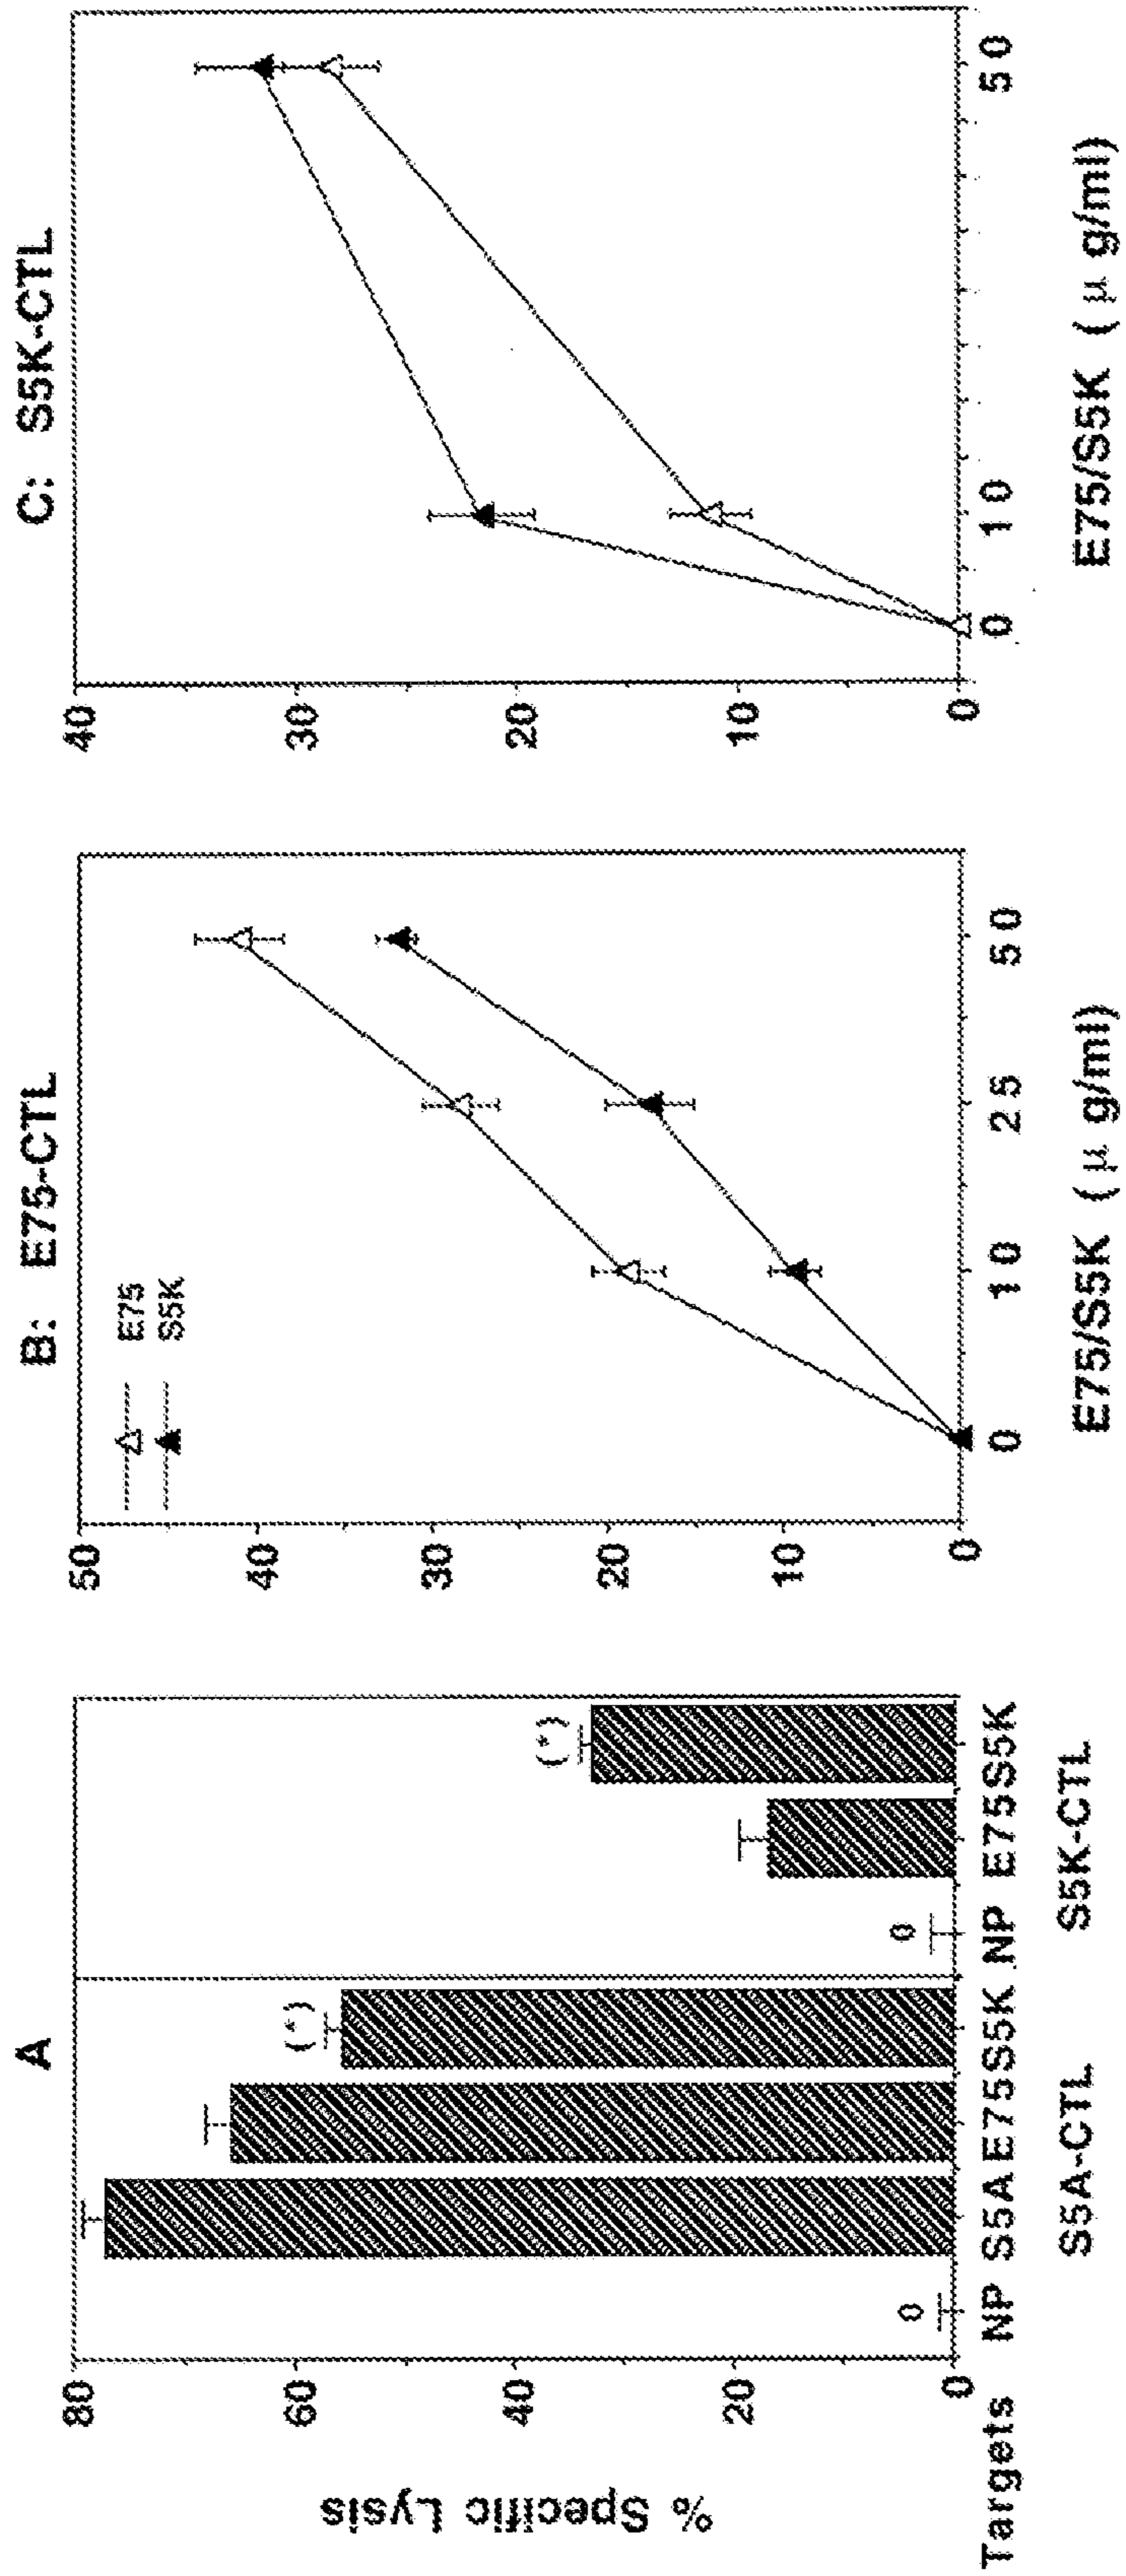 A
% Specific Lysis
80
60
40
20
0
0
(*)
0
(*)
Targets NP S5A E75 S5K NP E75 S5K
S5A-CTL S5K-CTL
B: E75-CTL
E75
S5K
50
40
30
20
10
0
0 10 25 50
E75/S5K (μ g/ml)
C: S5K-CTL
40
30
20
10
0
0 10 50
E75/S5K (μ g/ml)